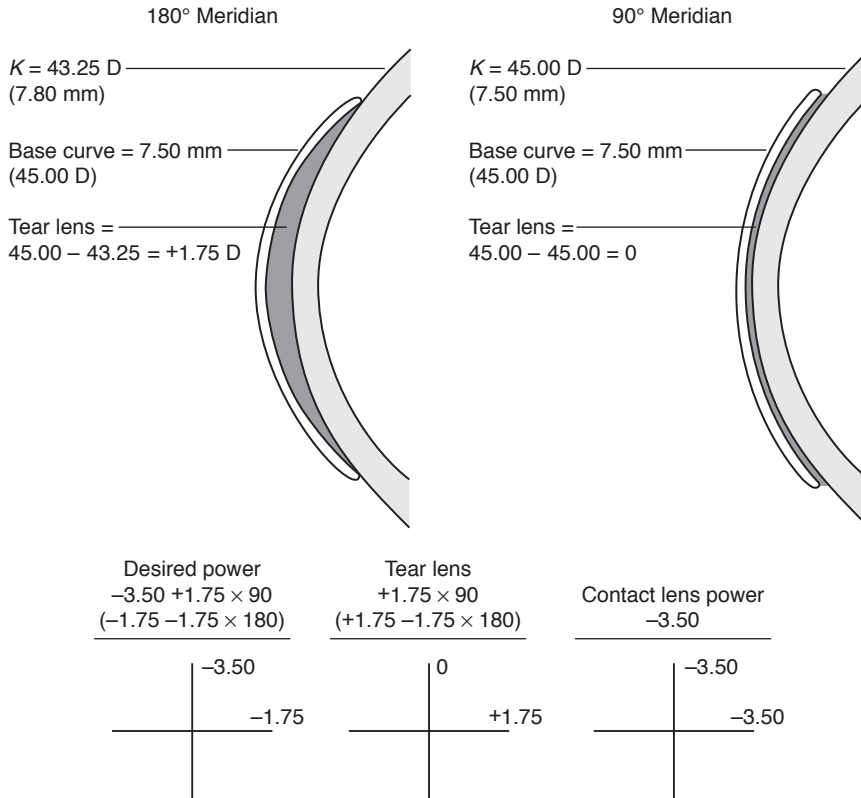 180° Meridian
K = 43.25 D
(7.80 mm)
Base curve = 7.50 mm
(45.00 D)
Tear lens =
45.00 – 43.25 = +1.75 D
90° Meridian
K = 45.00 D
(7.50 mm)
Base curve = 7.50 mm
(45.00 D)
Tear lens =
45.00 – 45.00 = 0
Desired power
–3.50 +1.75 × 90
(–1.75 –1.75 × 180)
–3.50
–1.75
Tear lens
+1.75 × 90
(+1.75 –1.75 × 180)
0
+1.75
Contact lens power
–3.50
–3.50
–3.50